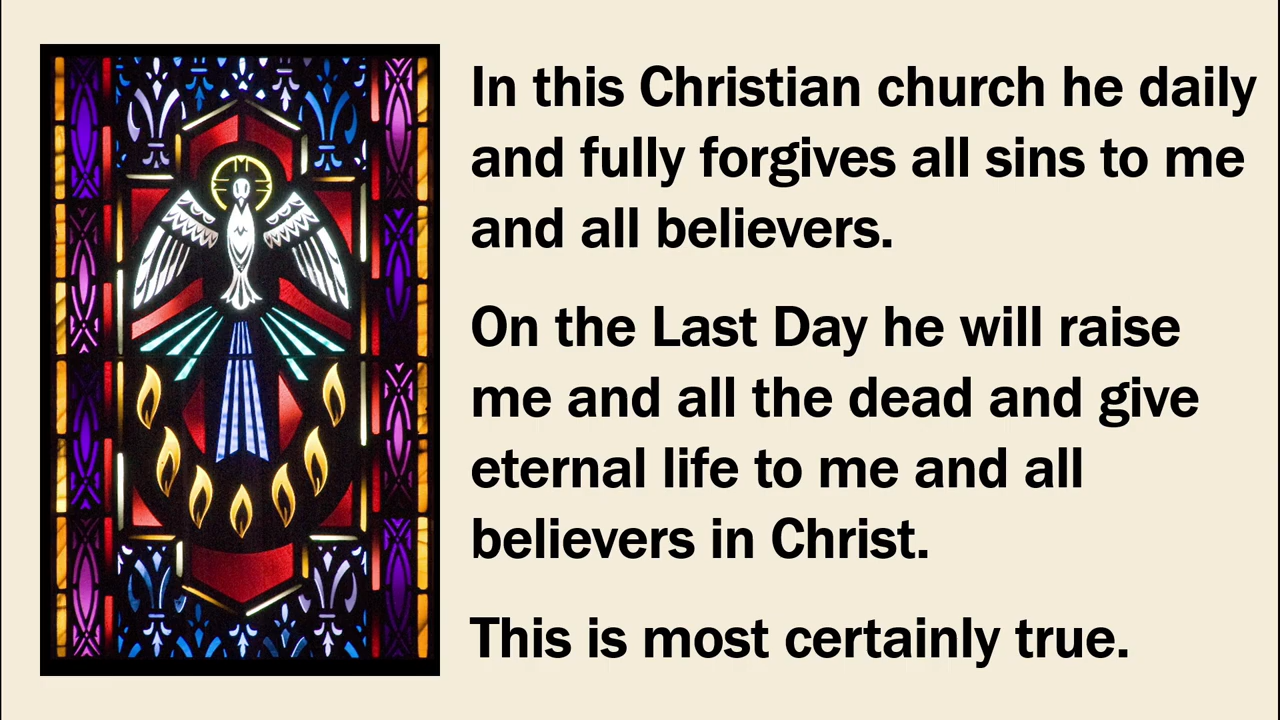 In this Christian church he daily
and fully forgives all sins to me
and all believers.
On the Last Day he will raise
me and all the dead and give
eternal life to me and all
believers in Christ.
This is most certainly true.